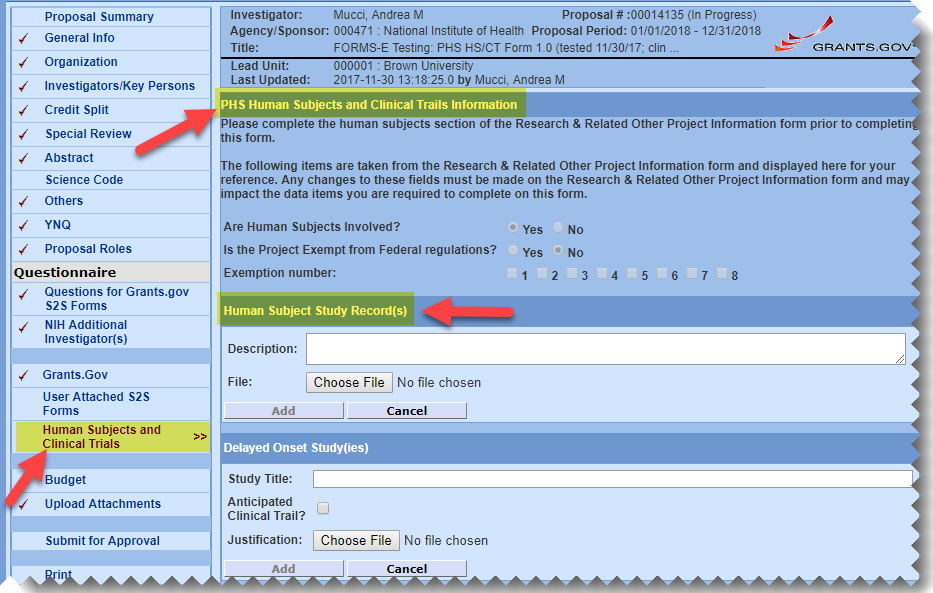 Proposal Summary
General Info
Organization
Investigators/Key Persons
Credit Split
Special Review
Abstract
Science Code
Others
YNQ
Proposal Roles
Questionnaire
Questions for Grants.gov
S2S Forms
NIH Additional
Investigator(s)
Grants.Gov
User Attached S2S
Forms
Human Subjects and
Clinical Trials >>
Budget
Upload Attachments
Submit for Approval
Print
Investigator: Mucci, Andrea M Proposal # :00014135 (In Progress)
Agency/Sponsor: 000471 : National Institute of Health Proposal Period: 01/01/2018 - 12/31/2018
Title: FORMS-E Testing: PHS HS/CT Form 1.0 (tested 11/30/17; clin ...
GRANTS.GOV
Lead Unit: 000001 : Brown University
Last Updated: 2017-11-30 13:18:25.0 by Mucci, Andrea M
PHS Human Subjects and Clinical Trails Information
Please complete the human subjects section of the Research & Related Other Project Information form prior to completing
this form.
The following items are taken from the Research & Related Other Project Information form and displayed here for your
reference. Any changes to these fields must be made on the Research & Related Other Project Information form and may
impact the data items you are required to complete on this form.
Are Human Subjects Involved? Yes No
Is the Project Exempt from Federal regulations? Yes No
Exemption number: 1 2 3 4 5 6 7 8
Human Subject Study Record(s)
Description:
File: Choose File No file chosen
Add Cancel
Delayed Onset Study(ies)
Study Title:
Anticipated
Clinical Trail?
Justification: Choose File No file chosen
Add Cancel